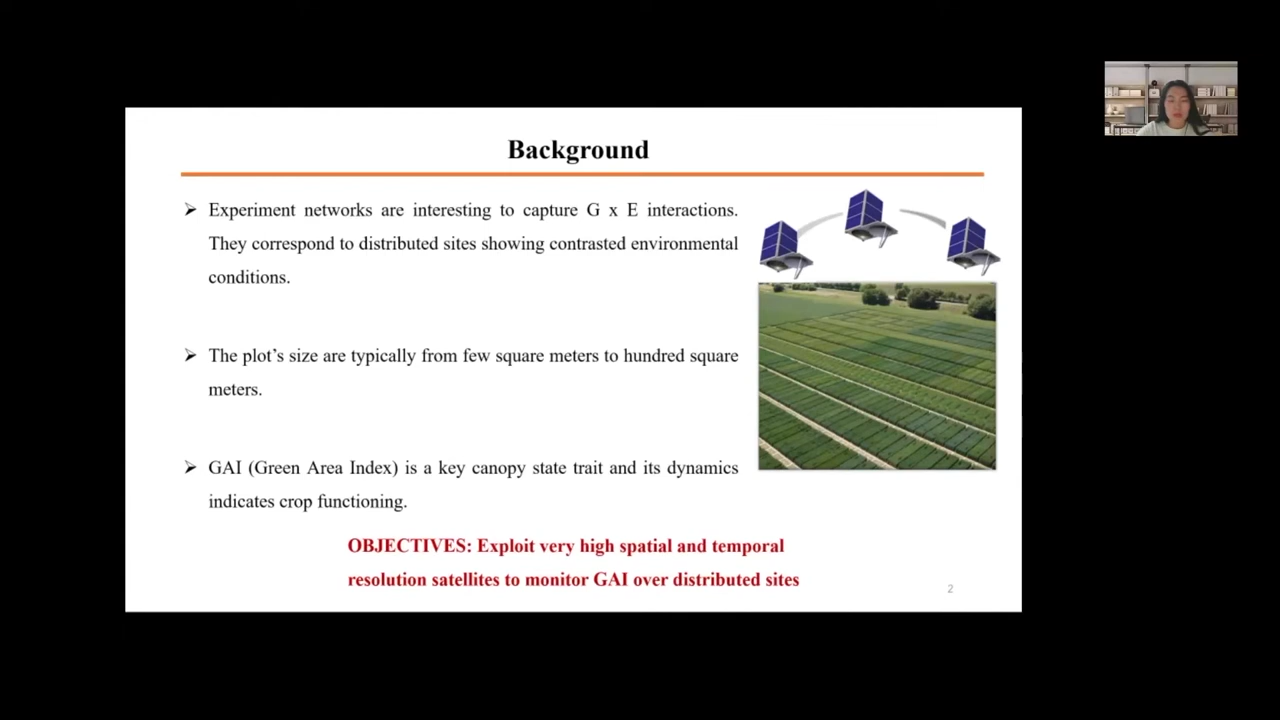 Background
➢ Experiment networks are interesting to capture G x E interactions.
They correspond to distributed sites showing contrasted environmental
conditions.
➢ The plot’s size are typically from few square meters to hundred square
meters.
➢ GAI (Green Area Index) is a key canopy state trait and its dynamics
indicates crop functioning.
OBJECTIVES: Exploit very high spatial and temporal
resolution satellites to monitor GAI over distributed sites
2